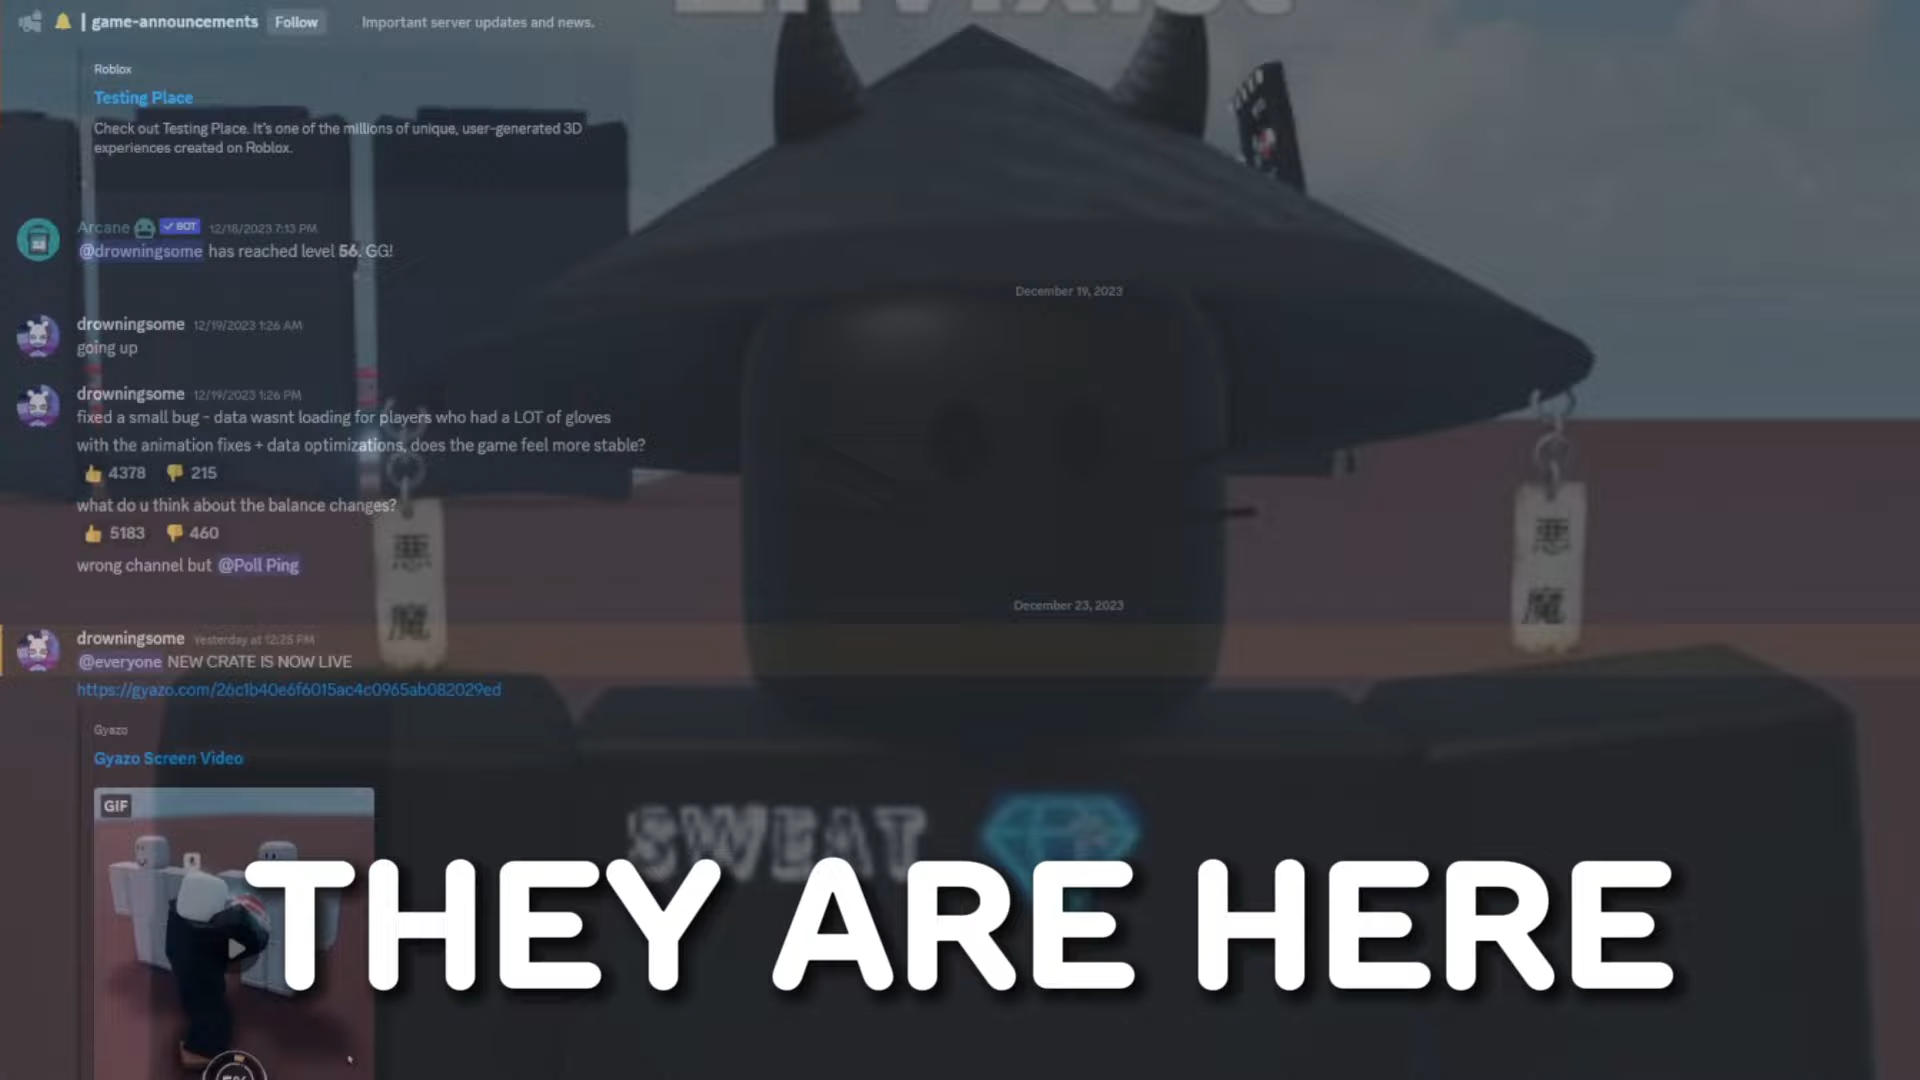 game-announcements Follow Important server updates and news.
Roblox
Testing Place
Check out Testing Place. It's one of the millions of unique, user-generated 3D
experiences created on Roblox.
Arcane BOT 12/18/2023 7:13 PM
@drowningsome has reached level 56. GG!
December 19, 2023
drowningsome 12/19/2023 1:26 AM
going up
drowningsome 12/19/2023 1:26 PM
fixed a small bug - data wasnt loading for players who had a LOT of gloves
with the animation fixes + data optimizations, does the game feel more stable?
4378 215
what do u think about the balance changes?
5183 460
wrong channel but @Poll Ping
悪
魔
悪
魔
December 23, 2023
drowningsome Yesterday at 12:25 PM
@everyone NEW CRATE IS NOW LIVE
https://gyazo.com/26c1b40e6f6015ac4c0965ab082029ed
Gyazo
Gyazo Screen Video
GIF
SWEAT
THEY ARE HERE